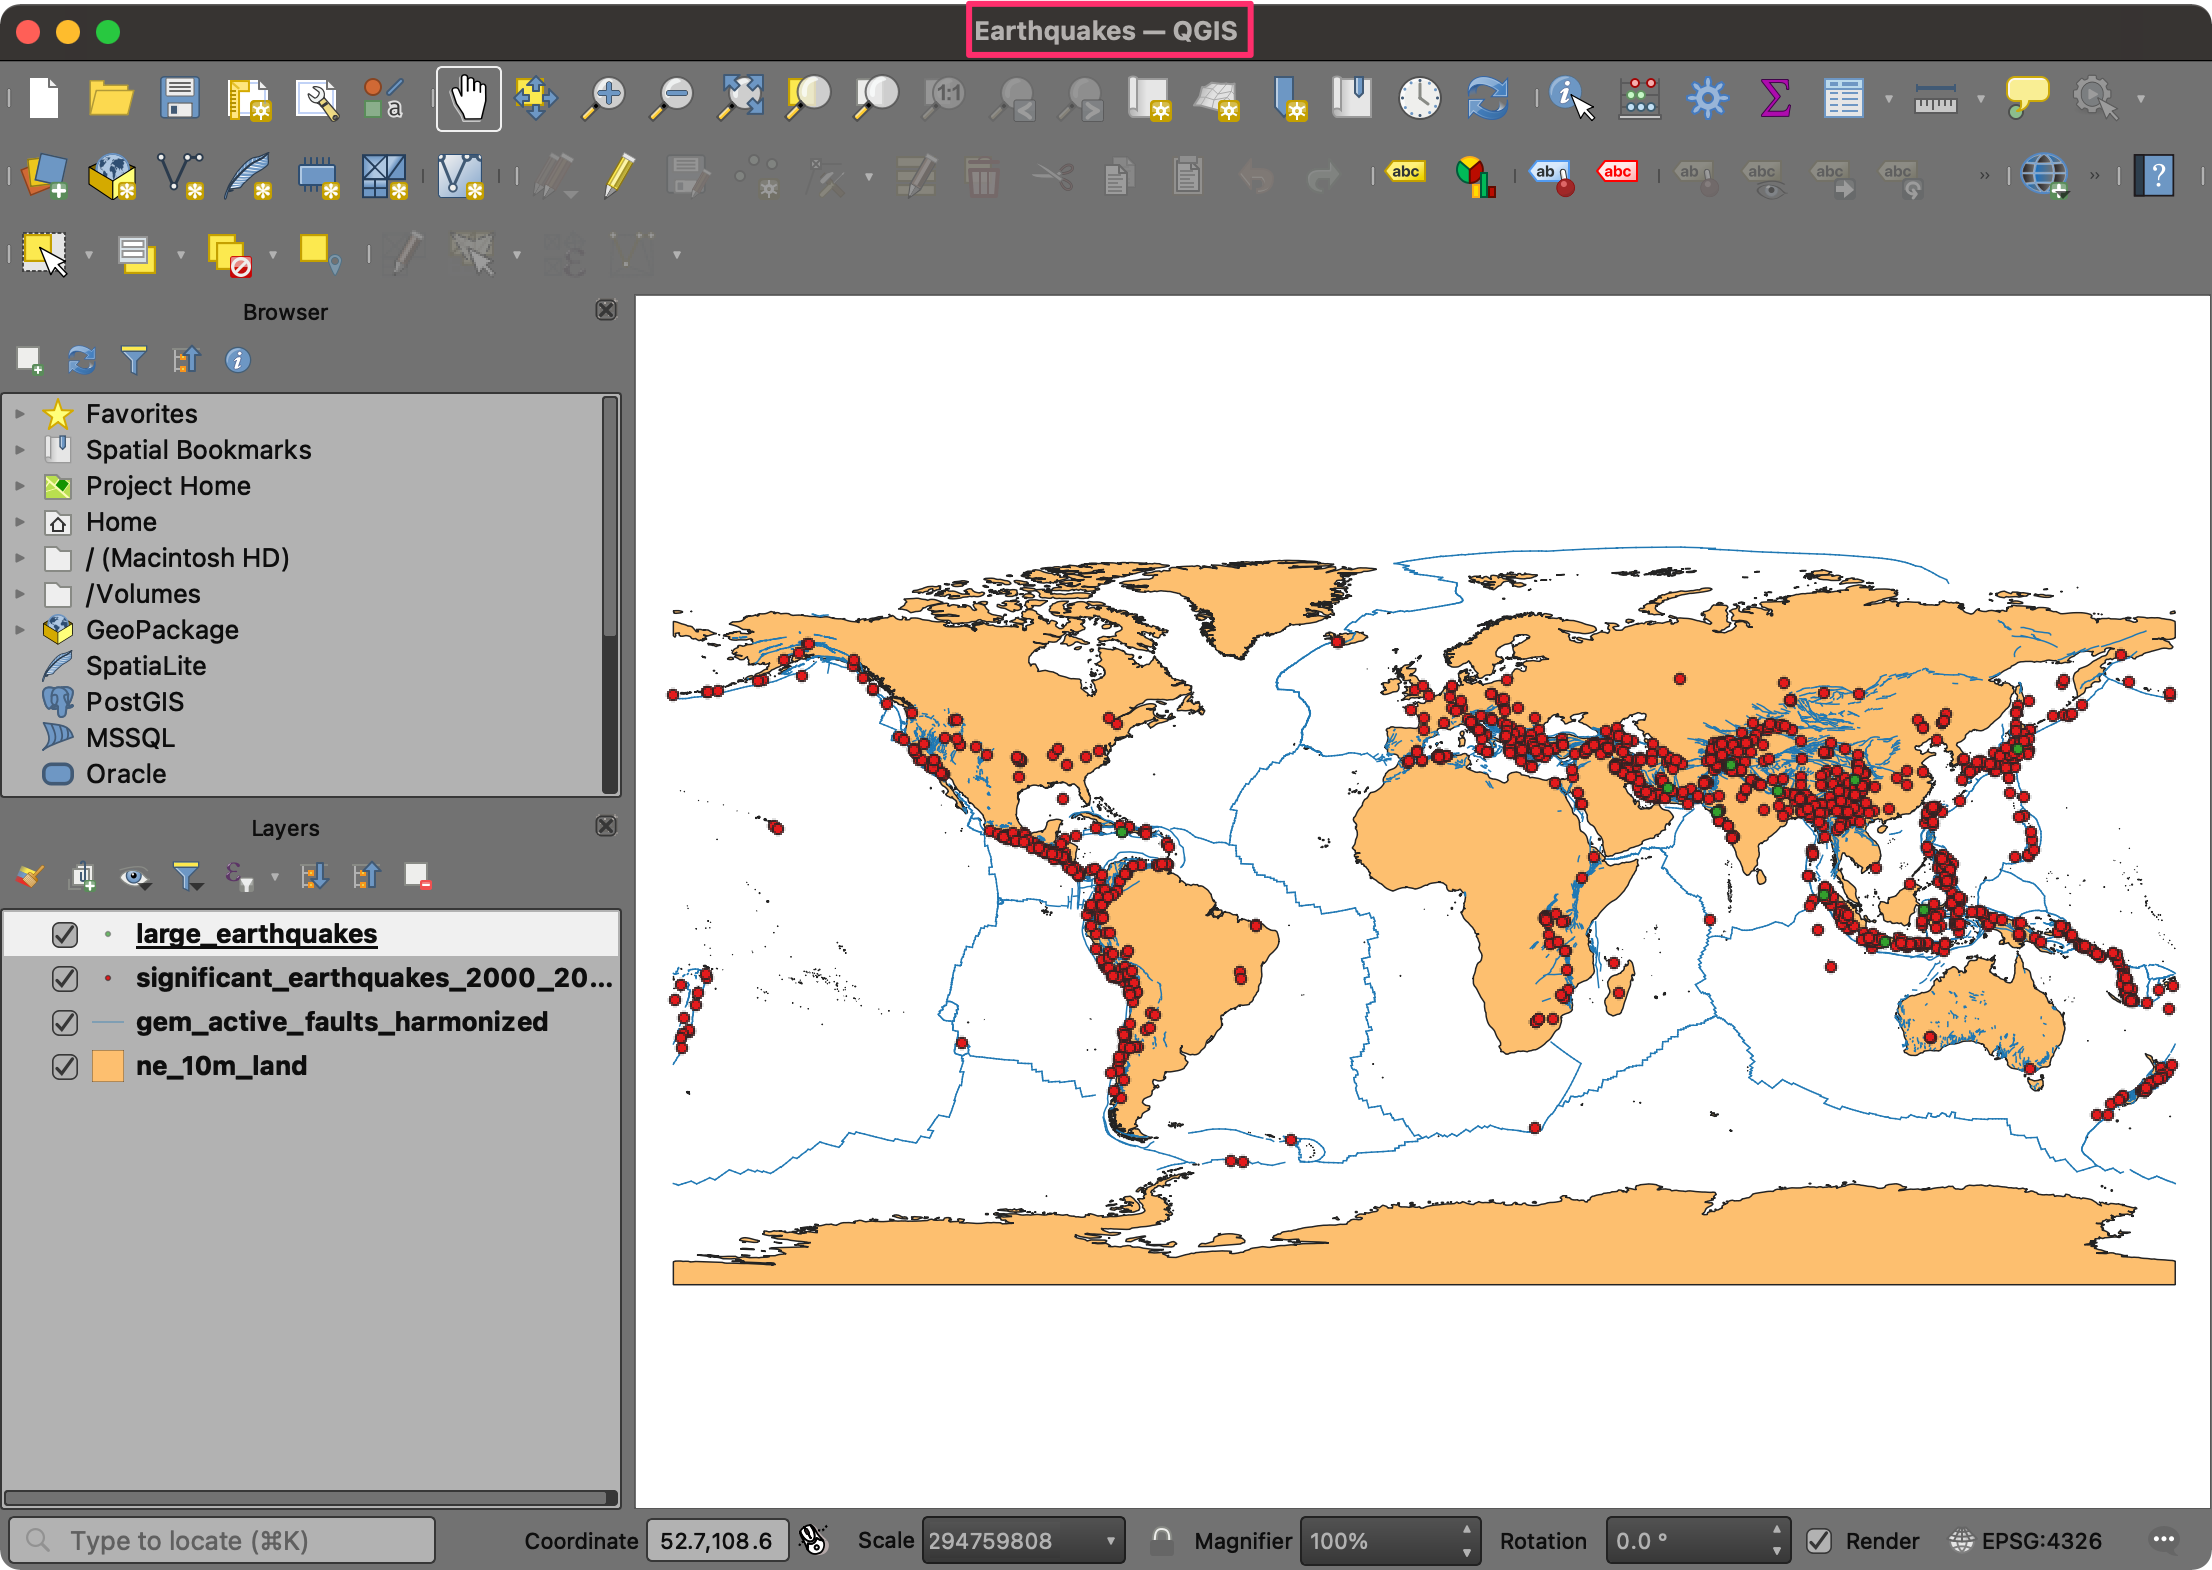 Earthquakes — QGIS
1:1
a
abc
ab
abc
ab
abc
abc
abc
?
Browser
Favorites
Spatial Bookmarks
Project Home
Home
/ (Macintosh HD)
/Volumes
GeoPackage
SpatiaLite
PostGIS
MSSQL
Oracle
Layers
large_earthquakes
significant_earthquakes_2000_20...
gem_active_faults_harmonized
ne_10m_land
Type to locate (⌘K)
Coordinate 52.7,108.6
Scale 294759808
Magnifier 100%
Rotation 0.0 °
Render
EPSG:4326